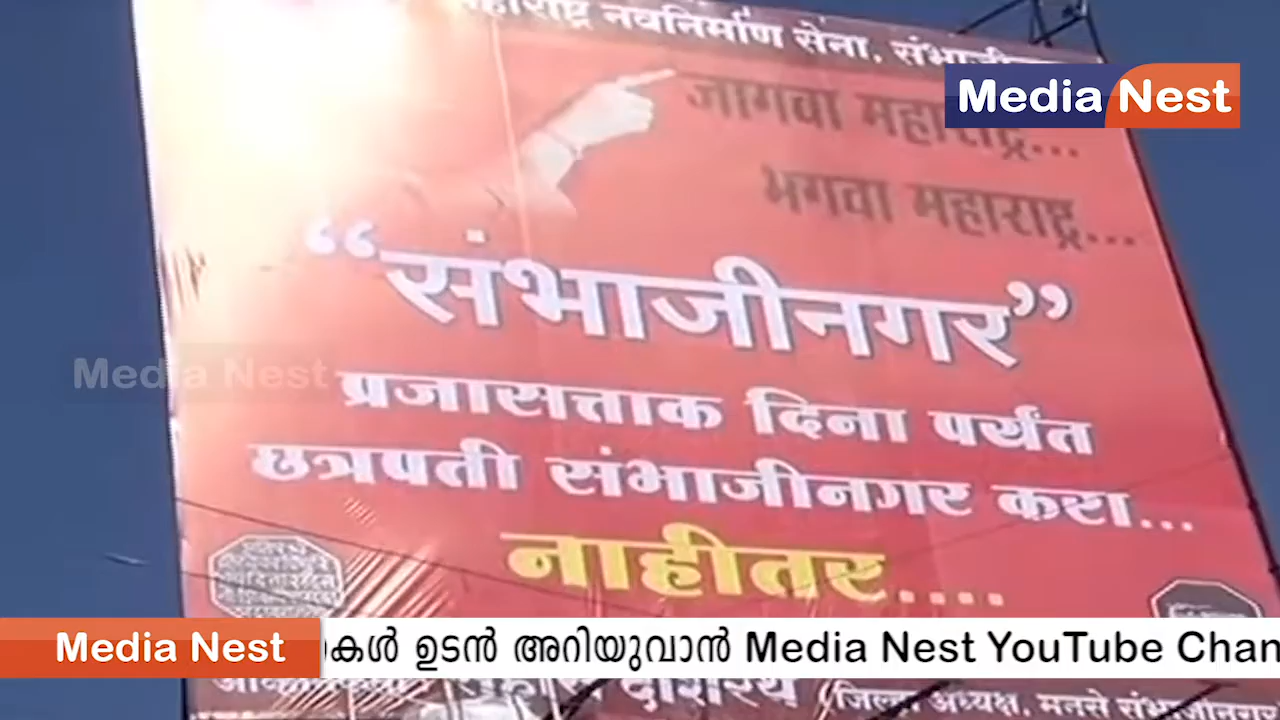 महाराष्ट्र नवनिर्माण सेना, संभाजी
Media Nest
जागवा महाराष्ट्र...
भगवा महाराष्ट्र...
“संभाजीनगर”
Media Nest
प्रजासत्ताक दिना पर्यंत
छत्रपती संभाजीनगर करा...
नाहीतर....
Media Nest
കൾ ഉടൻ അറിയുവാൻ Media Nest YouTube Chan
दाशरथे (जिल्हा अध्यक्ष, मनसे संभाजीनगर